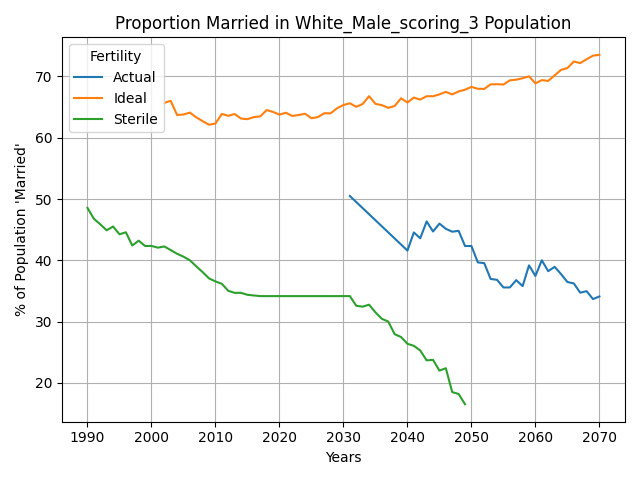 Proportion Married in White_Male_scoring_3 Population
Fertility
Actual
Ideal
Sterile
% of Population 'Married'
70
60
50
40
30
20
1990 2000 2010 2020 2030 2040 2050 2060 2070
Years